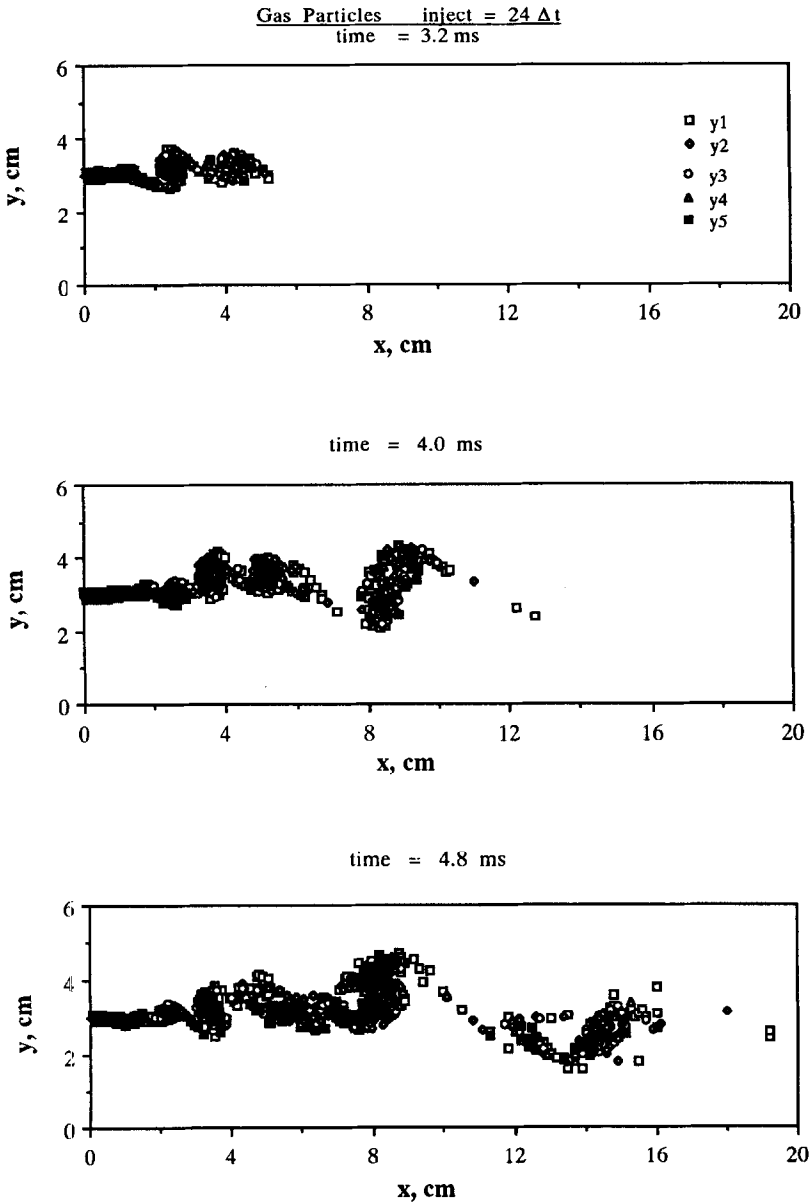 Gas Particles inject = 24 Δt
time = 3.2 ms
6
4
2
0
y, cm
y1
y2
y3
y4
y5
0 4 8 12 16 20
x, cm
time = 4.0 ms
6
4
2
0
y, cm
0 4 8 12 16 20
x, cm
time = 4.8 ms
6
4
2
0
y, cm
0 4 8 12 16 20
x, cm